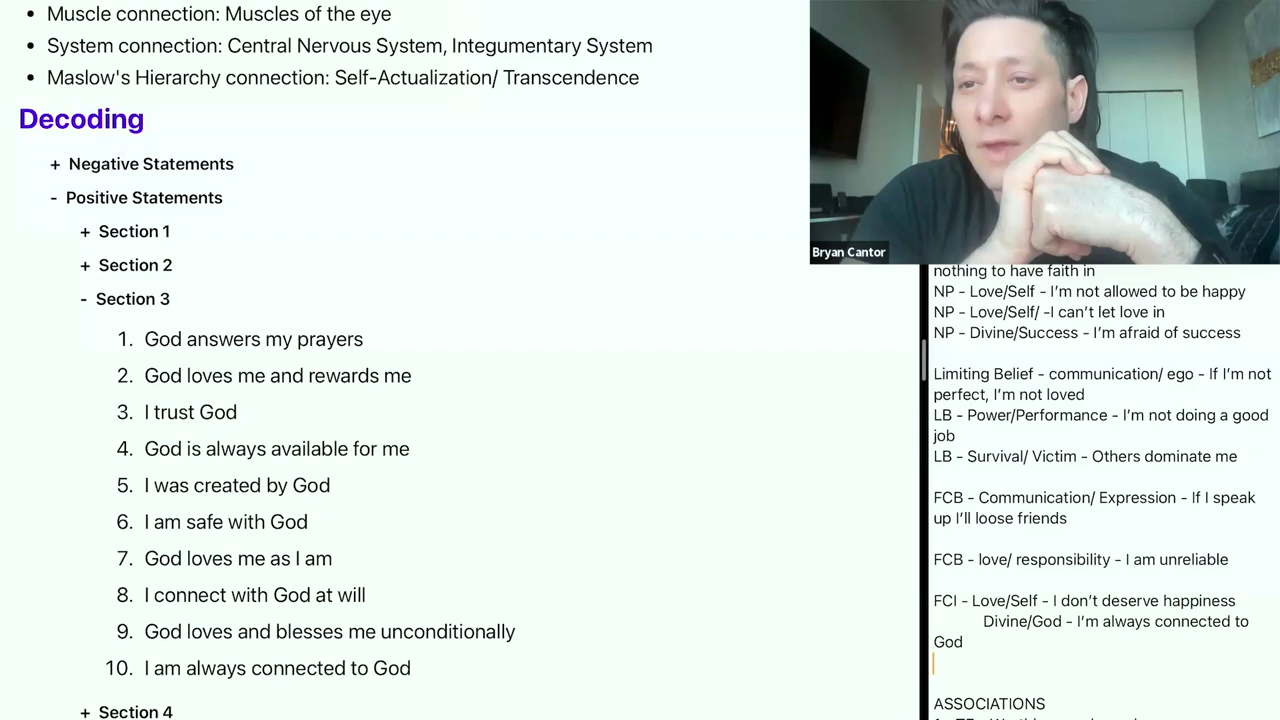 • Muscle connection: Muscles of the eye
• System connection: Central Nervous System, Integumentary System
• Maslow's Hierarchy connection: Self-Actualization/ Transcendence
Decoding
+ Negative Statements
- Positive Statements
+ Section 1
+ Section 2
- Section 3
1. God answers my prayers
2. God loves me and rewards me
3. I trust God
4. God is always available for me
5. I was created by God
6. I am safe with God
7. God loves me as I am
8. I connect with God at will
9. God loves and blesses me unconditionally
10. I am always connected to God
+ Section 4
Bryan Cantor
nothing to have faith in
NP - Love/Self - I'm not allowed to be happy
NP - Love/Self/ -I can't let love in
NP - Divine/Success - I'm afraid of success
Limiting Belief - communication/ ego - If I'm not
perfect, I'm not loved
LB - Power/Performance - I'm not doing a good
job
LB - Survival/ Victim - Others dominate me
FCB - Communication/ Expression - If I speak
up I'll loose friends
FCB - love/ responsibility - I am unreliable
FCI - Love/Self - I don't deserve happiness
Divine/God - I'm always connected to
God
ASSOCIATIONS